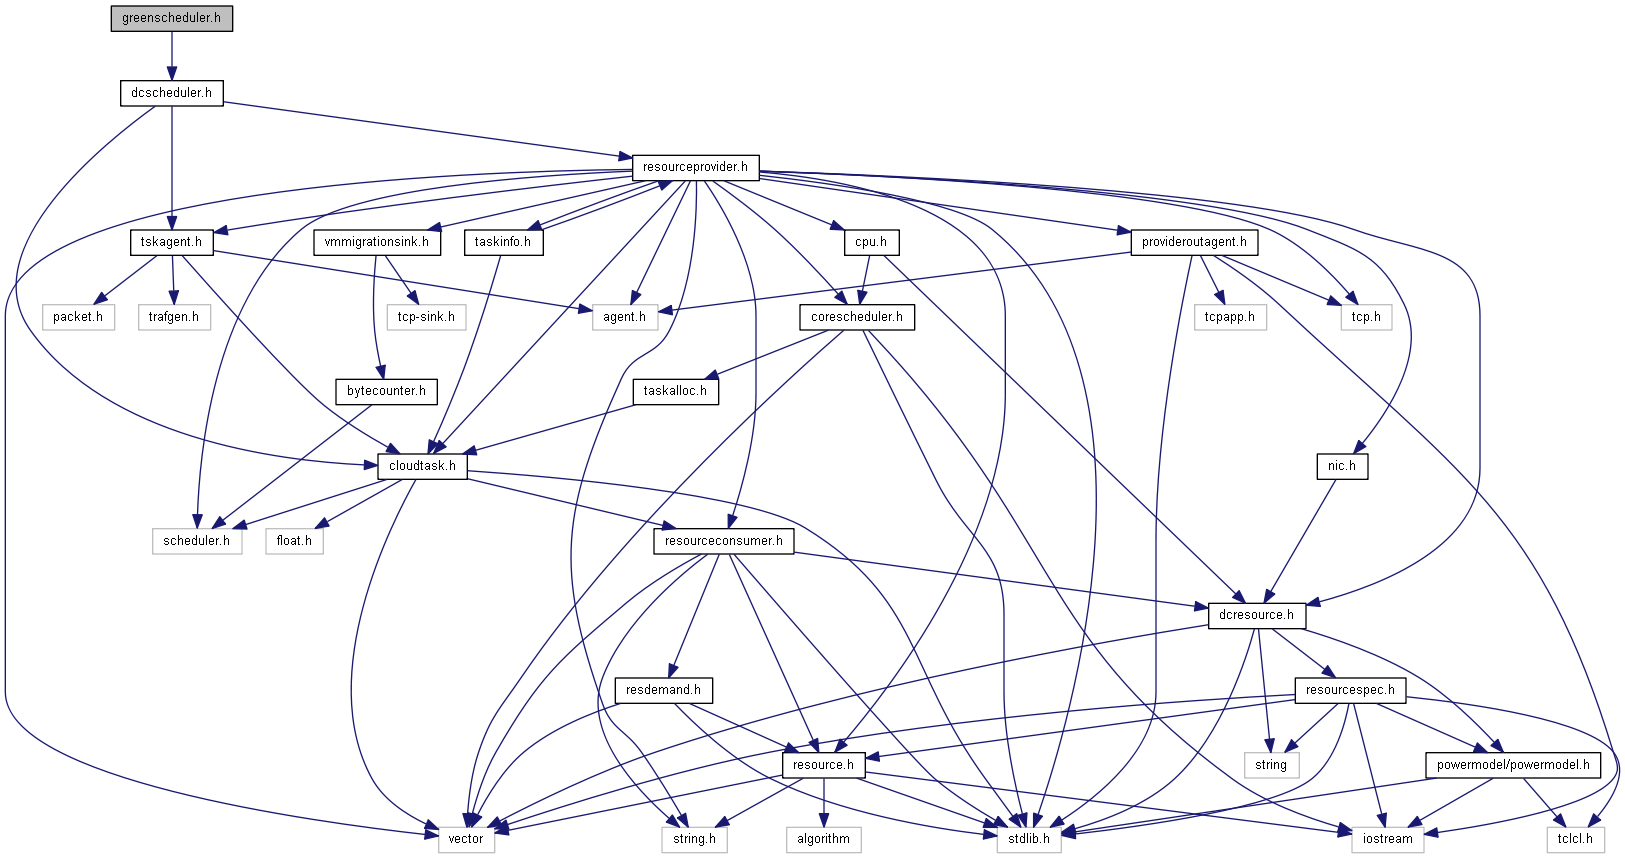 greenscheduler.h
dcscheduler.h
resourceprovider.h
tskagent.h
vmmigrationsink.h
taskinfo.h
cpu.h
provideroutagent.h
packet.h
trafgen.h
tcp-sink.h
agent.h
corescheduler.h
tcpapp.h
tcp.h
bytecounter.h
taskalloc.h
cloudtask.h
nic.h
scheduler.h
float.h
resourceconsumer.h
dcresource.h
resdemand.h
resourcespec.h
resource.h
string
powermodel/powermodel.h
vector
string.h
algorithm
stdlib.h
iostream
tclcl.h